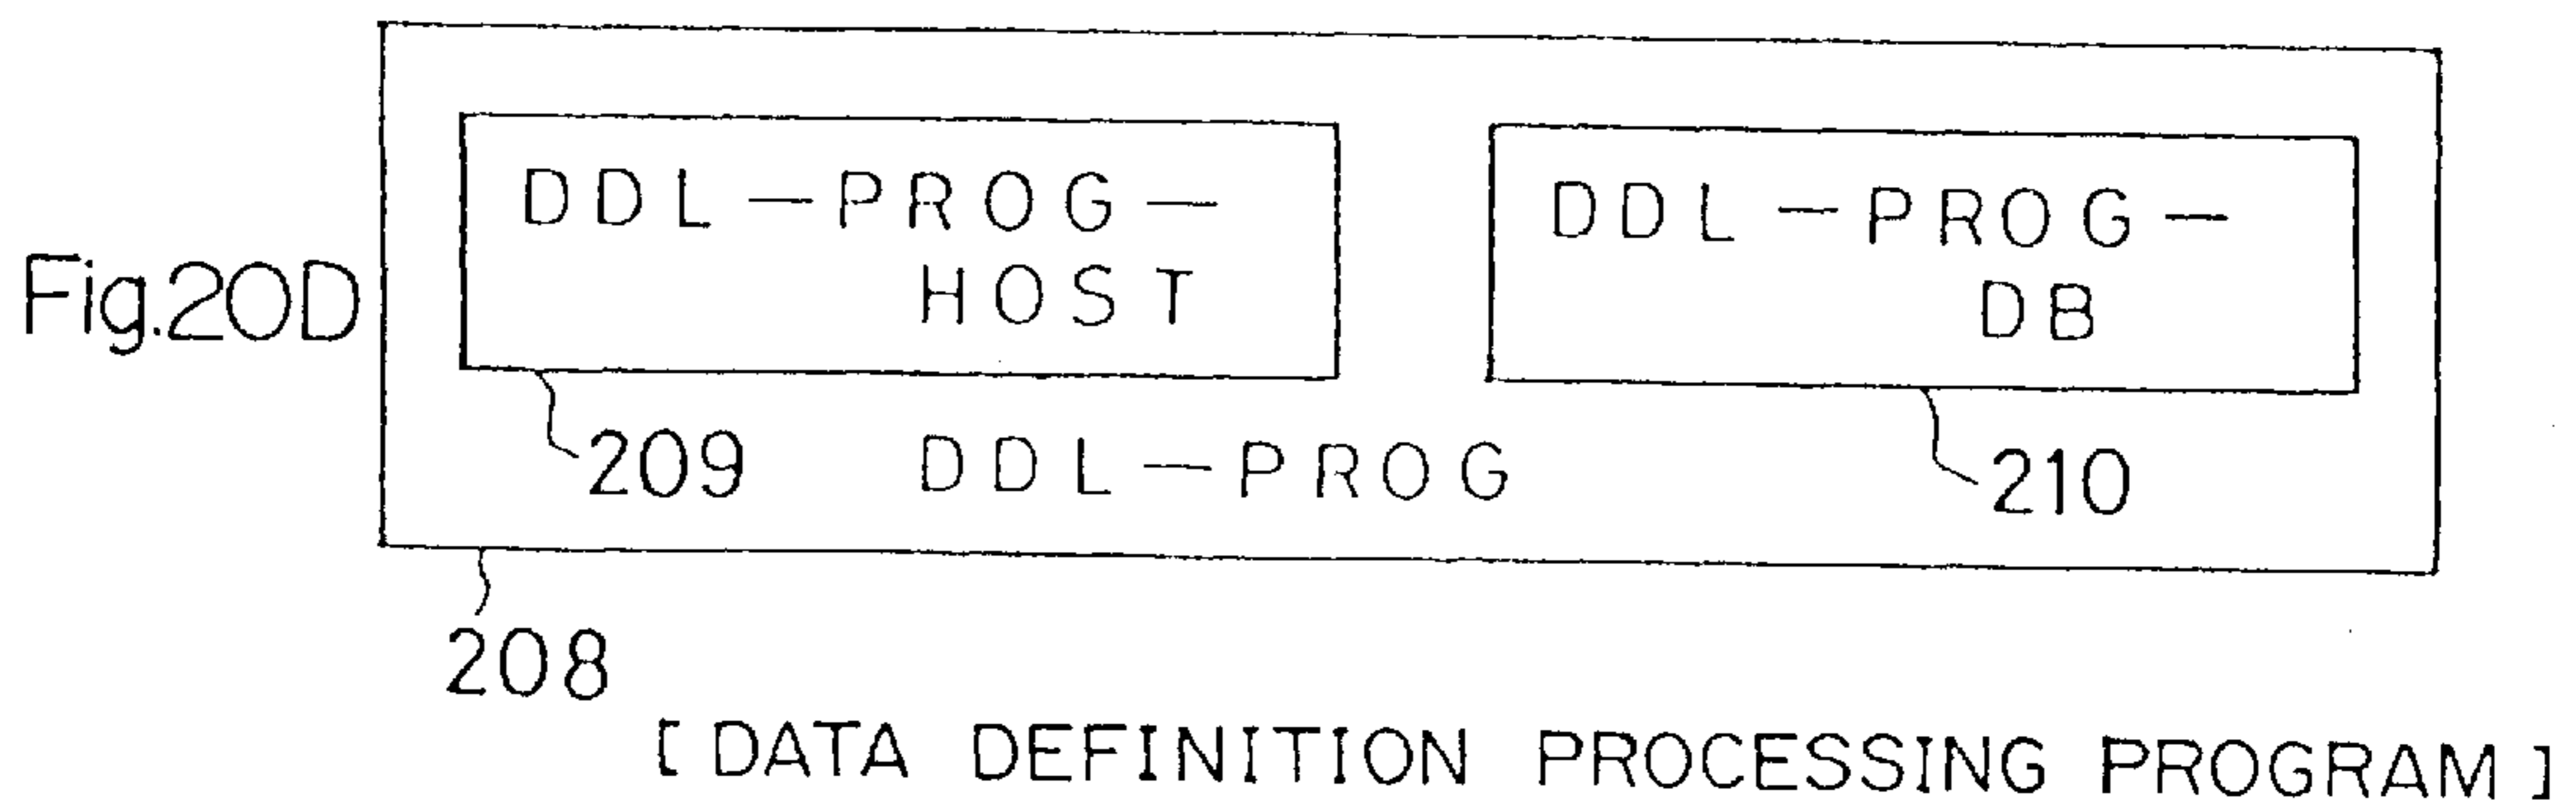 DDL-PROG-
HOST
DDL-PROG-
DB
Fig.20D
209
DDL-PROG
210
208
[DATA DEFINITION PROCESSING PROGRAM]